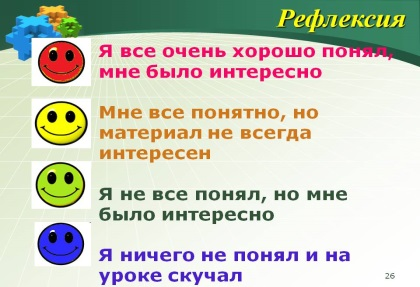 Рефлексия
Я все очень хорошо понял,
мне было интересно
Мне все понятно, но
материал не всегда
интересен
Я не все понял, но мне
было интересно
Я ничего не понял и на
уроке скучал
26